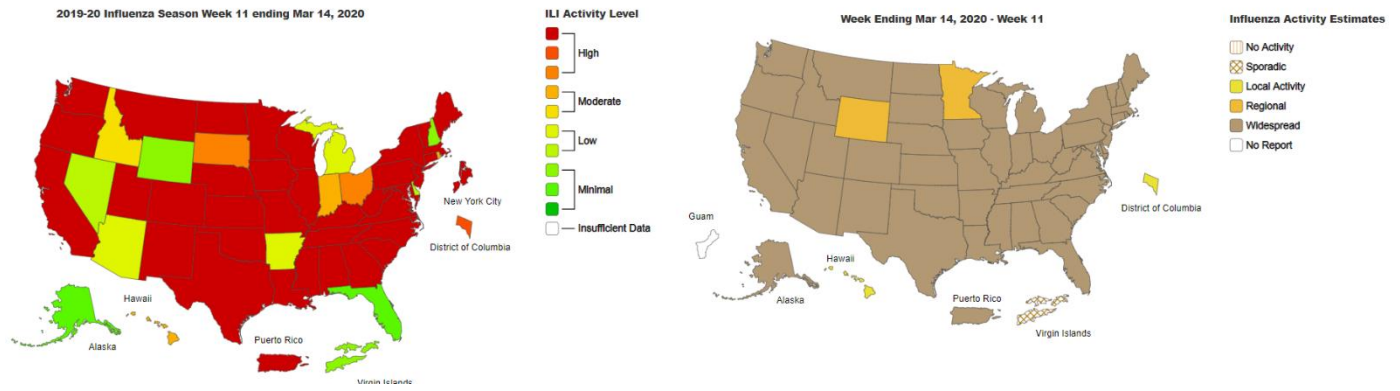 2019-20 Influenza Season Week 11 ending Mar 14, 2020
ILI Activity Level
High
Moderate
Low
Minimal
Insufficient Data
New York City
District of Columbia
Hawaii
Alaska
Puerto Rico
Virgin Islands
Week Ending Mar 14, 2020 - Week 11
Influenza Activity Estimates
No Activity
Sporadic
Local Activity
Regional
Widespread
No Report
District of Columbia
Guam
Hawaii
Alaska
Puerto Rico
Virgin Islands